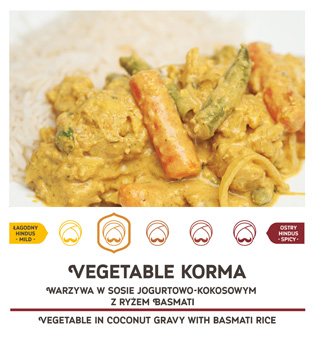 ŁAGODNY
HINDUS
- MILD -
OSTRY
HINDUS
- SPICY -
VEGETABLE KORMA
WARZYWA W SOSIE JOGURTOWO-KOKOSOWYM
Z RYŻEM BASMATI
VEGETABLE IN COCONUT GRAVY WITH BASMATI RICE